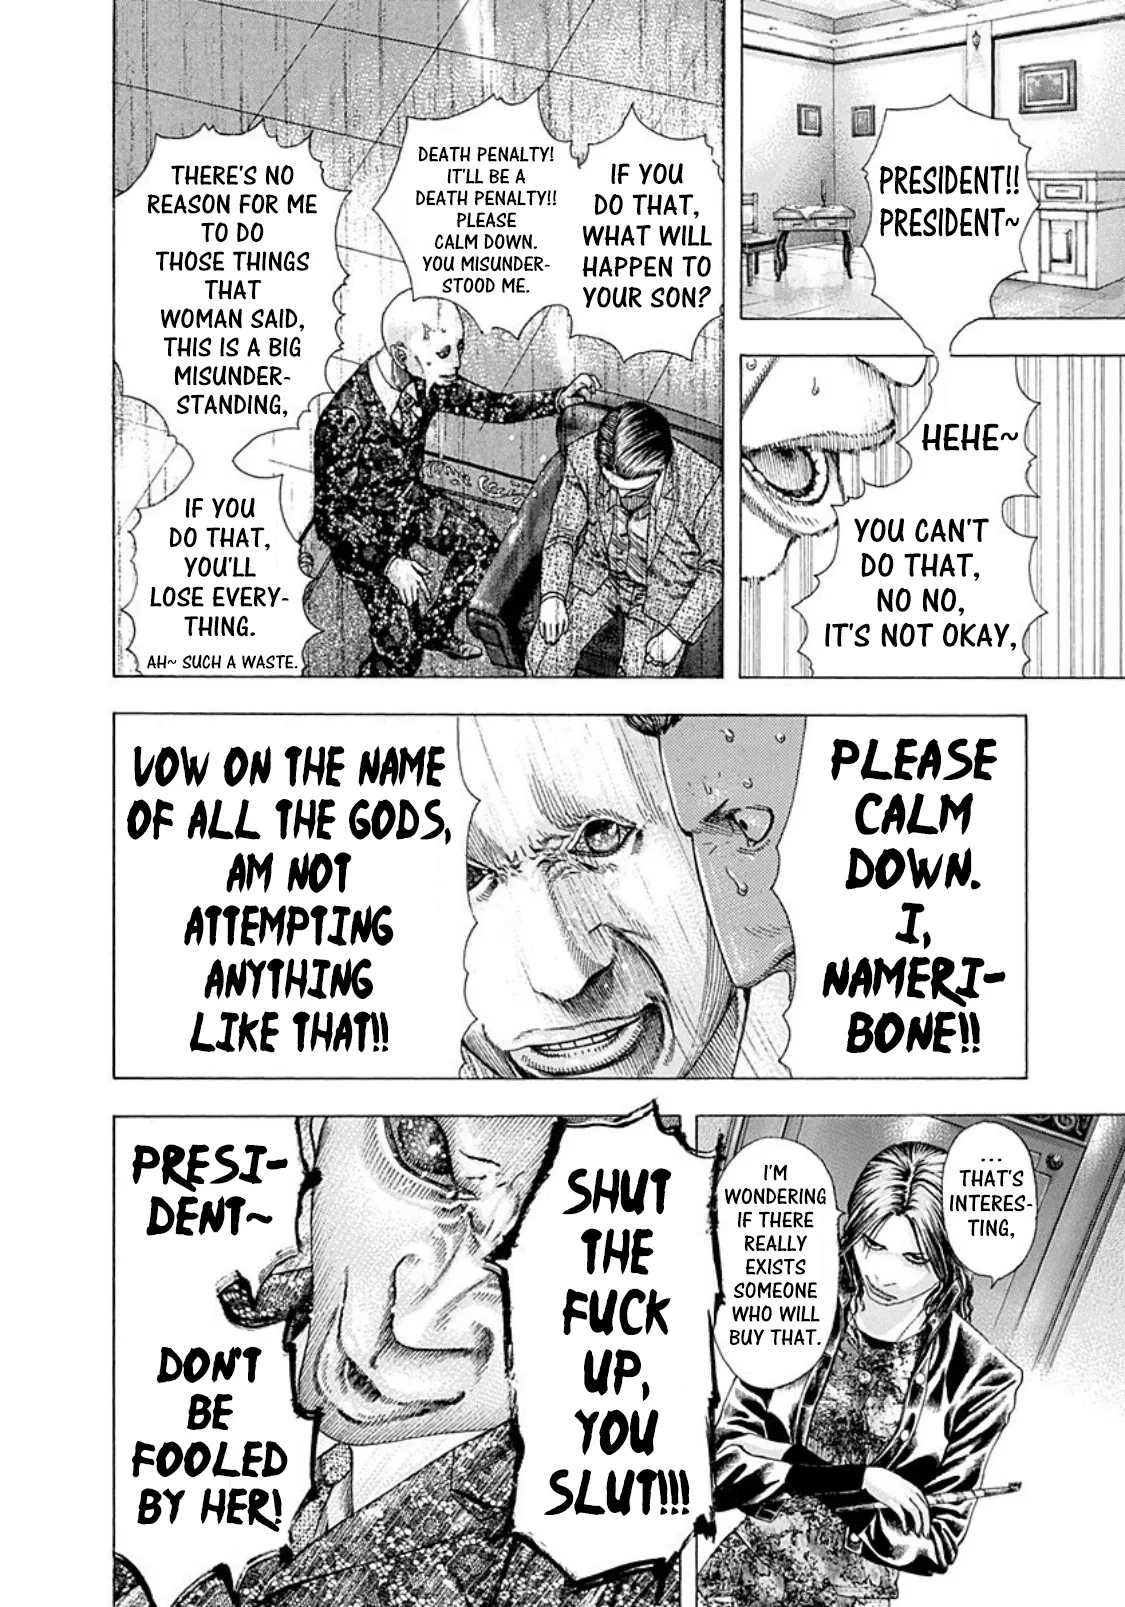 PRESIDENT!!
PRESIDENT~
HEHE~
YOU CAN'T
DO THAT,
NO NO,
IT'S NOT OKAY,
IF YOU
DO THAT,
WHAT WILL
HAPPEN TO
YOUR SON?
DEATH PENALTY!
IT'LL BE A
DEATH PENALTY!!
PLEASE
CALM DOWN.
YOU MISUNDER-
STOOD ME.
THERE'S NO
REASON FOR ME
TO DO
THOSE THINGS
THAT
WOMAN SAID,
THIS IS A BIG
MISUNDER-
STANDING,
IF YOU
DO THAT,
YOU'LL
LOSE EVERY-
THING.
AH~ SUCH A WASTE.
PLEASE
CALM
DOWN.
I,
NAMERI-
BONE!!
VOW ON THE NAME
OF ALL THE GODS,
AM NOT
ATTEMPTING
ANYTHING
LIKE THAT!!
...
THAT'S
INTERES-
TING,
I'M
WONDERING
IF THERE
REALLY
EXISTS
SOMEONE
WHO WILL
BUY THAT.
SHUT
THE
FUCK
UP,
YOU
SLUT!!!
PRESI-
DENT~
DON'T
BE
FOOLED
BY HER!